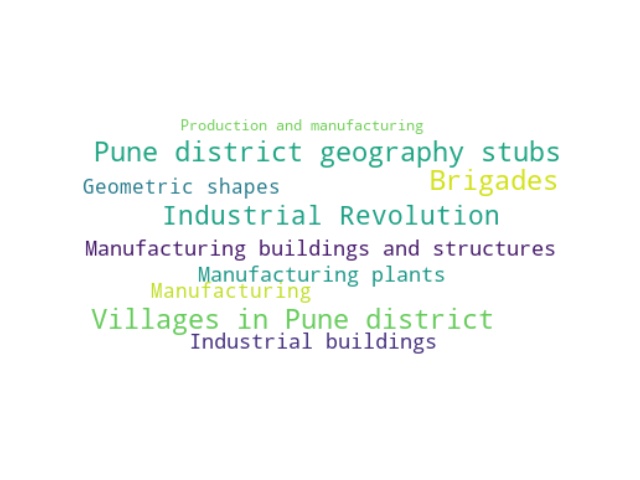 Production and manufacturing
Pune district geography stubs
Brigades
Geometric shapes
Industrial Revolution
Manufacturing buildings and structures
Manufacturing plants
Manufacturing
Villages in Pune district
Industrial buildings